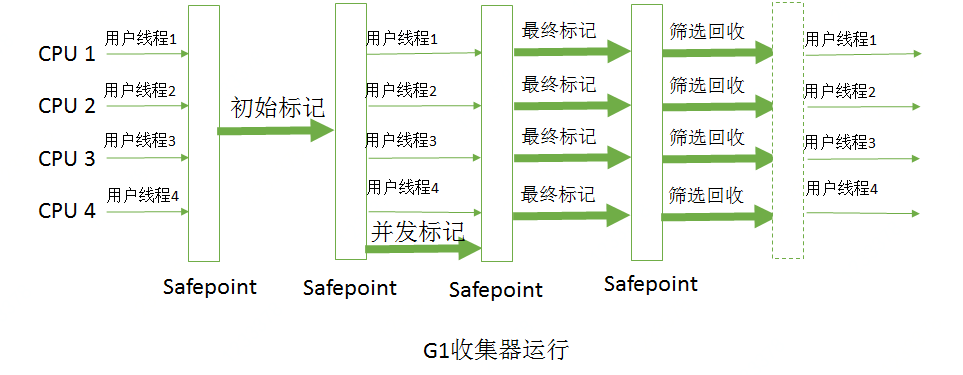 用户线程1
用户线程1
最终标记
筛选回收
用户线程1
CPU 1
用户线程2
用户线程2
最终标记
筛选回收
用户线程2
CPU 2
初始标记
用户线程3
用户线程3
最终标记
筛选回收
用户线程3
CPU 3
用户线程4
用户线程4
最终标记
筛选回收
用户线程4
CPU 4
并发标记
Safepoint
Safepoint
Safepoint
Safepoint
G1收集器运行